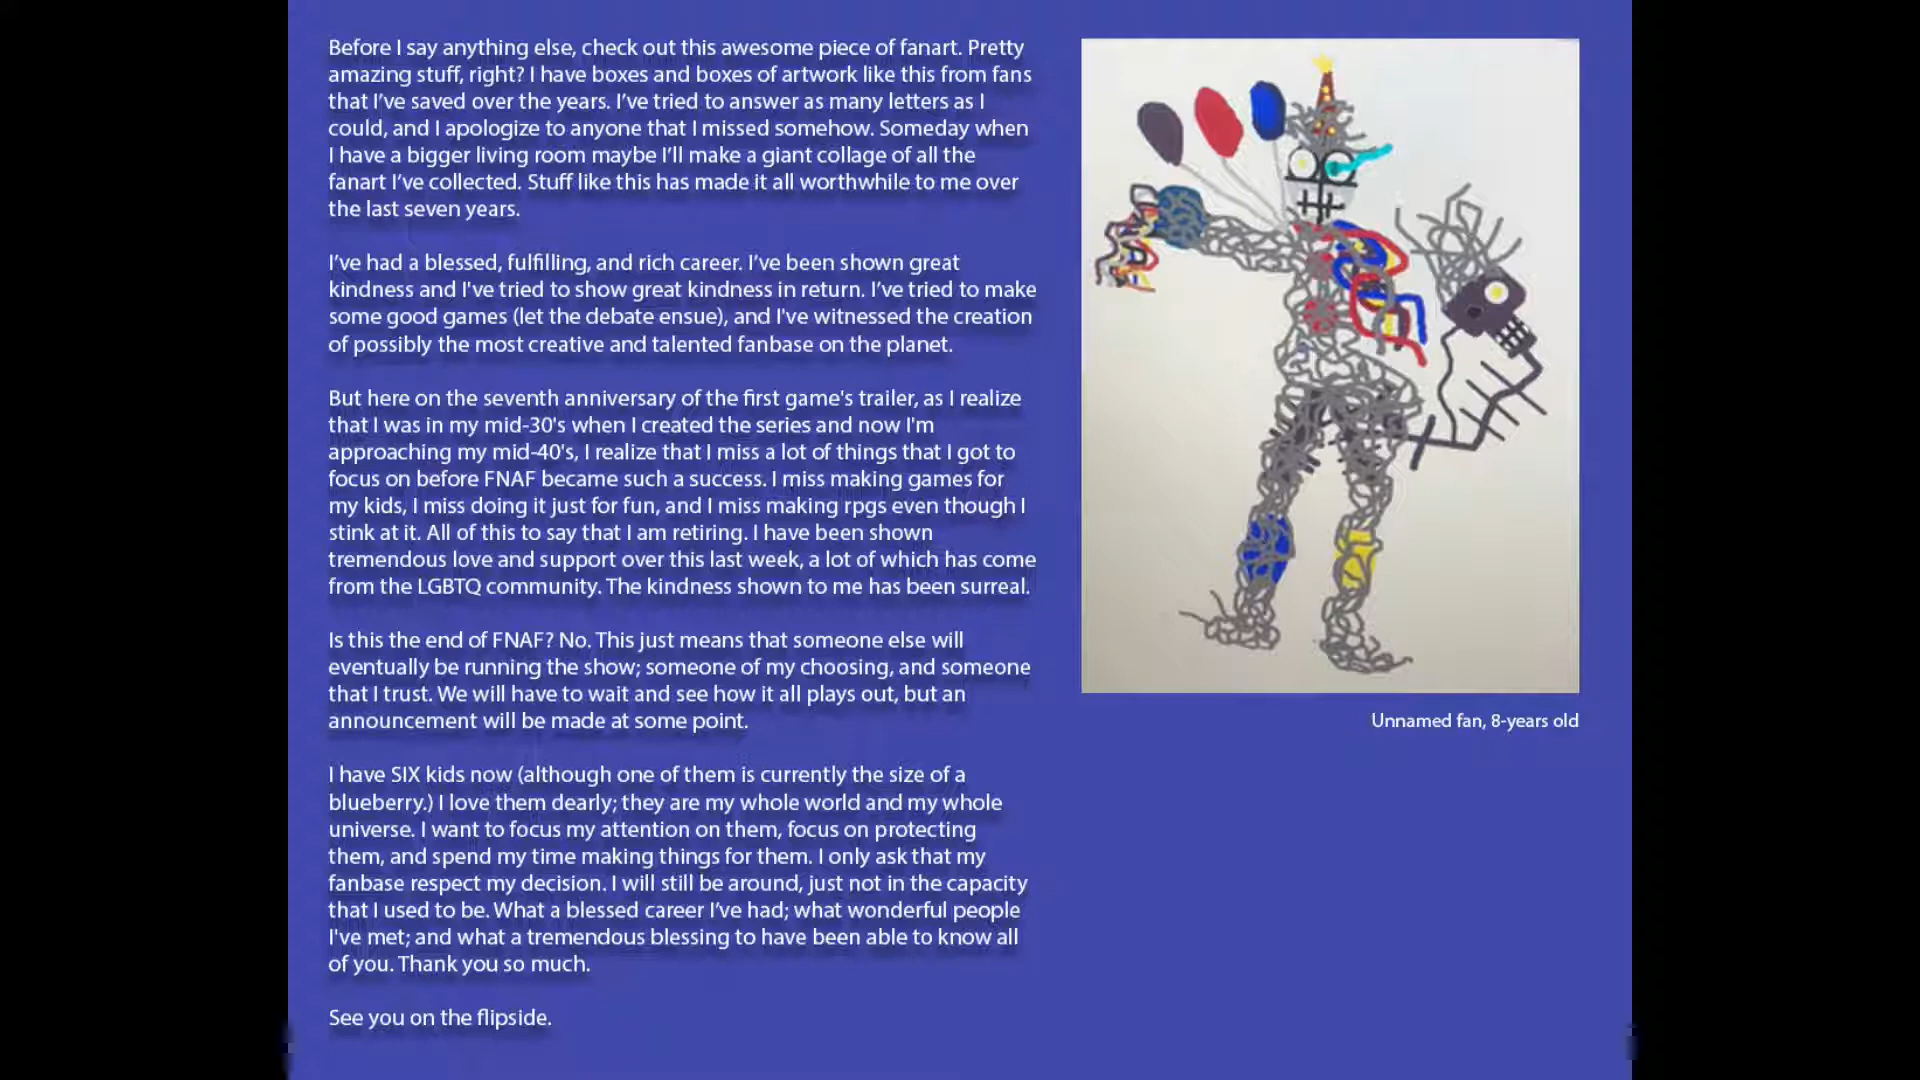 Before I say anything else, check out this awesome piece of fanart. Pretty
amazing stuff, right? I have boxes and boxes of artwork like this from fans
that I’ve saved over the years. I’ve tried to answer as many letters as I
could, and I apologize to anyone that I missed somehow. Someday when
I have a bigger living room maybe I’ll make a giant collage of all the
fanart I’ve collected. Stuff like this has made it all worthwhile to me over
the last seven years.
I’ve had a blessed, fulfilling, and rich career. I’ve been shown great
kindness and I've tried to show great kindness in return. I’ve tried to make
some good games (let the debate ensue), and I've witnessed the creation
of possibly the most creative and talented fanbase on the planet.
But here on the seventh anniversary of the first game's trailer, as I realize
that I was in my mid-30's when I created the series and now I'm
approaching my mid-40's, I realize that I miss a lot of things that I got to
focus on before FNAF became such a success. I miss making games for
my kids, I miss doing it just for fun, and I miss making rpgs even though I
stink at it. All of this to say that I am retiring. I have been shown
tremendous love and support over this last week, a lot of which has come
from the LGBTQ community. The kindness shown to me has been surreal.
Is this the end of FNAF? No. This just means that someone else will
eventually be running the show; someone of my choosing, and someone
that I trust. We will have to wait and see how it all plays out, but an
announcement will be made at some point.
I have SIX kids now (although one of them is currently the size of a
blueberry.) I love them dearly; they are my whole world and my whole
universe. I want to focus my attention on them, focus on protecting
them, and spend my time making things for them. I only ask that my
fanbase respect my decision. I will still be around, just not in the capacity
that I used to be. What a blessed career I’ve had; what wonderful people
I've met; and what a tremendous blessing to have been able to know all
of you. Thank you so much.
See you on the flipside.
Unnamed fan, 8-years old